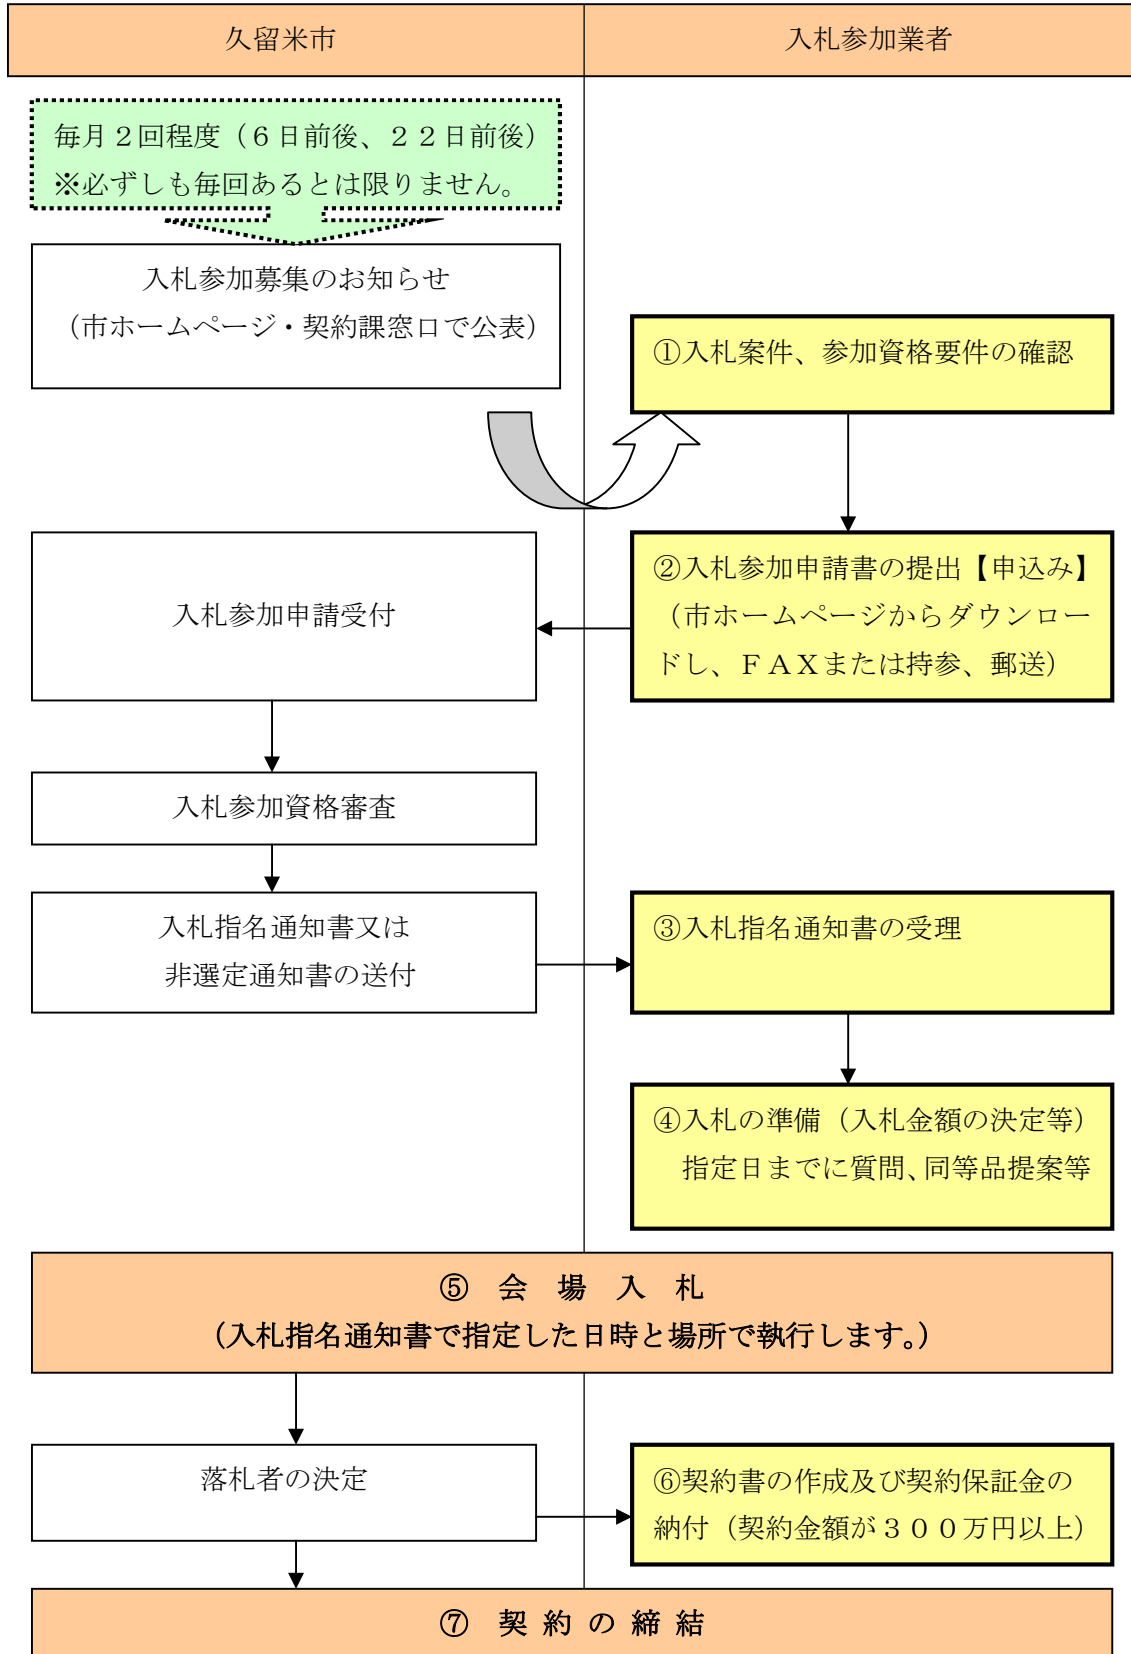 久留米市
入札参加業者
毎月２回程度（６日前後、２２日前後）
※必ずしも毎回あるとは限りません。
入札参加募集のお知らせ
（市ホームページ・契約課窓口で公表）
①入札案件、参加資格要件の確認
②入札参加申請書の提出【申込み】
（市ホームページからダウンロー
ドし、ＦＡＸまたは持参、郵送）
入札参加申請受付
入札参加資格審査
入札指名通知書又は
非選定通知書の送付
③入札指名通知書の受理
④入札の準備（入札金額の決定等）
指定日までに質問、同等品提案等
⑤　会　場　入　札
（入札指名通知書で指定した日時と場所で執行します。）
落札者の決定
⑥契約書の作成及び契約保証金の
納付（契約金額が３００万円以上）
⑦　契　約　の　締　結